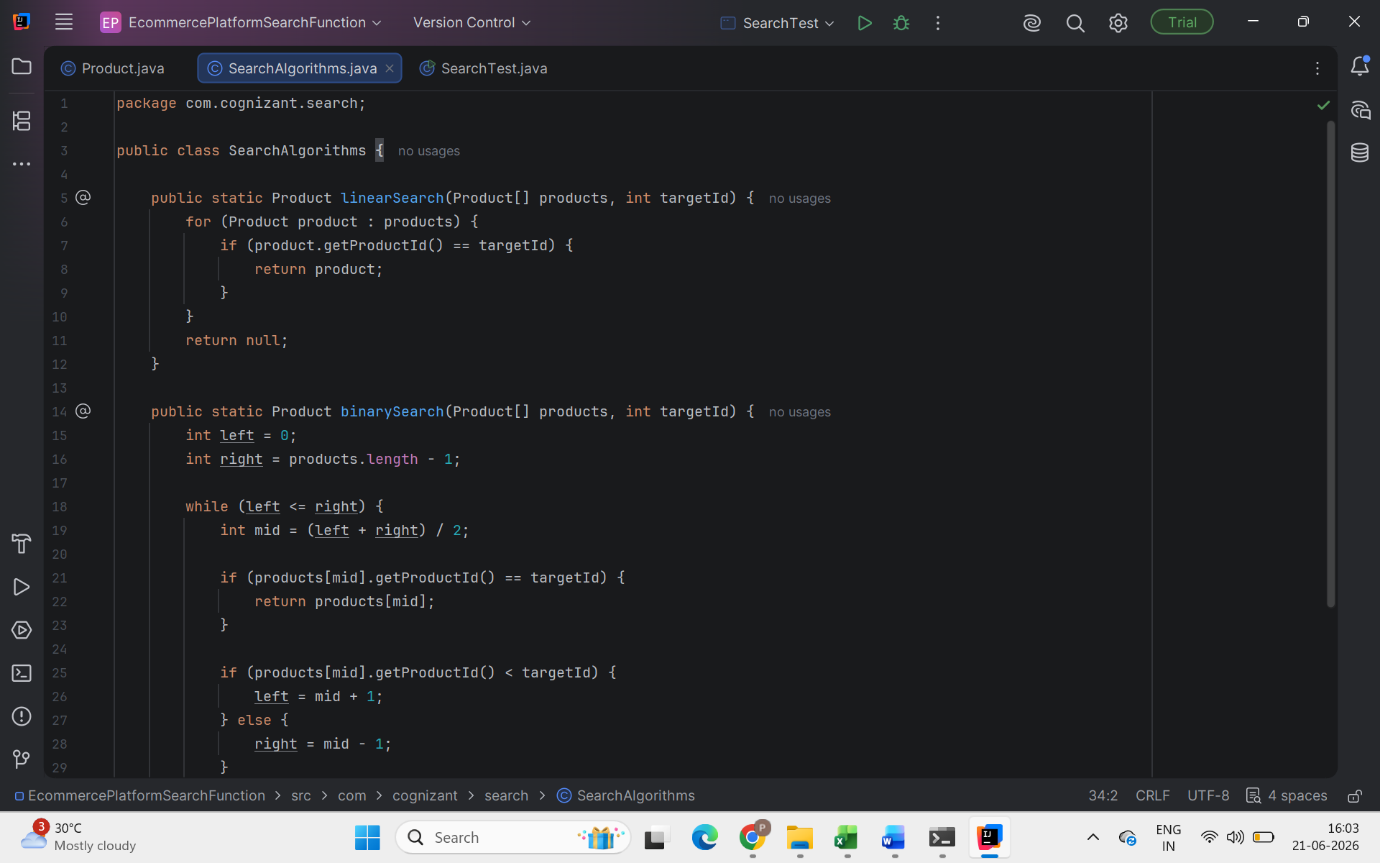 EP EcommercePlatformSearchFunction Version Control SearchTest Trial
Product.java SearchAlgorithms.java SearchTest.java
1 package com.cognizant.search;
2
3 public class SearchAlgorithms { no usages
4
5 @ public static Product linearSearch(Product[] products, int targetId) { no usages
6 for (Product product : products) {
7 if (product.getProductId() == targetId) {
8 return product;
9 }
10 }
11 return null;
12 }
13
14 @ public static Product binarySearch(Product[] products, int targetId) { no usages
15 int left = 0;
16 int right = products.length - 1;
17
18 while (left <= right) {
19 int mid = (left + right) / 2;
20
21 if (products[mid].getProductId() == targetId) {
22 return products[mid];
23 }
24
25 if (products[mid].getProductId() < targetId) {
26 left = mid + 1;
27 } else {
28 right = mid - 1;
29 }
EcommercePlatformSearchFunction > src > com > cognizant > search > SearchAlgorithms 34:2 CRLF UTF-8 4 spaces
3 30°C
Mostly cloudy
Search
P
ENG
IN
16:03
21-06-2026